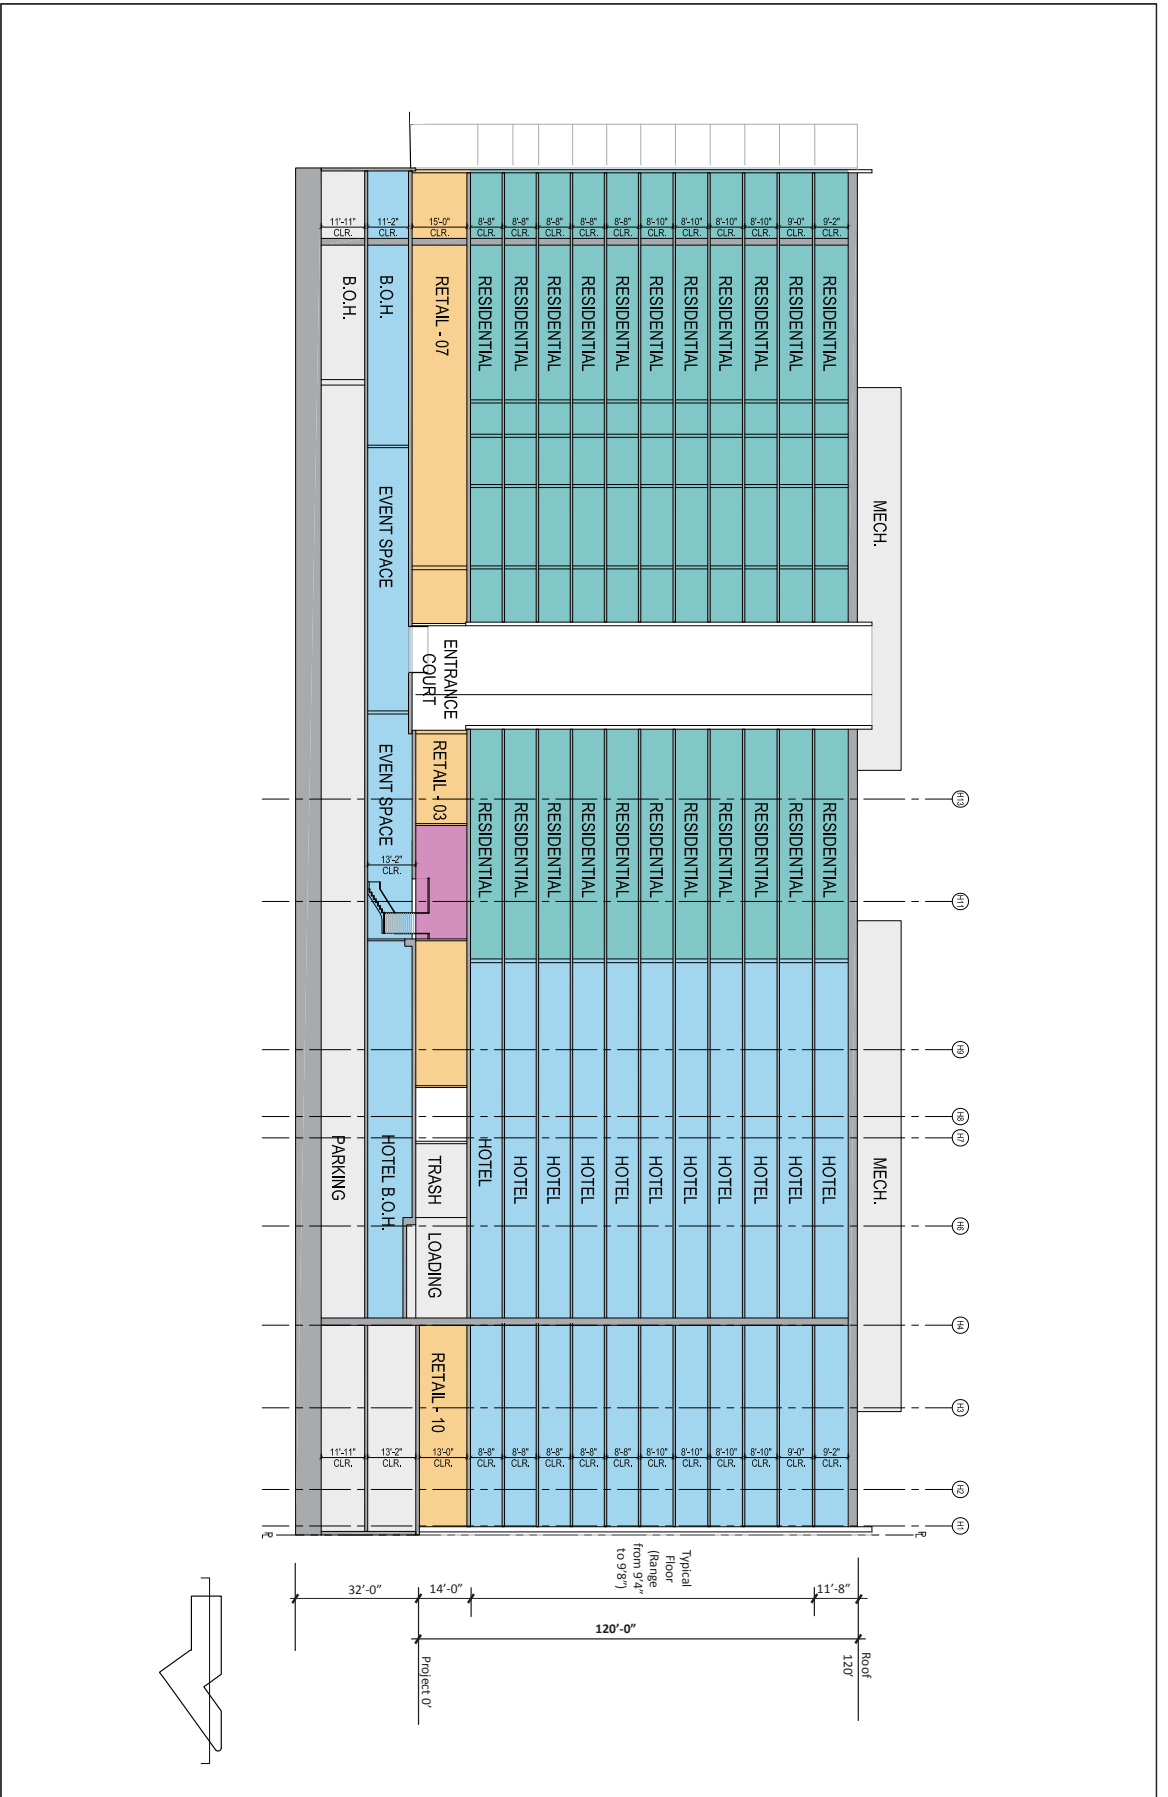 H13 H11 H9 H8 H7 H6 H4 H3 H2 H1
PL
MECH. MECH.
Roof
120'
11'-8"
9'-2"
CLR.
RESIDENTIAL RESIDENTIAL HOTEL
9'-2"
CLR.
9'-0"
CLR.
RESIDENTIAL RESIDENTIAL HOTEL
9'-0"
CLR.
8'-10"
CLR.
RESIDENTIAL RESIDENTIAL HOTEL
8'-10"
CLR.
8'-10"
CLR.
RESIDENTIAL RESIDENTIAL HOTEL
8'-10"
CLR.
8'-10"
CLR.
RESIDENTIAL RESIDENTIAL HOTEL
8'-10"
CLR.
8'-10"
CLR.
RESIDENTIAL RESIDENTIAL HOTEL
8'-10"
CLR.
8'-8"
CLR.
RESIDENTIAL RESIDENTIAL HOTEL
8'-8"
CLR.
8'-8"
CLR.
RESIDENTIAL RESIDENTIAL HOTEL
8'-8"
CLR.
8'-8"
CLR.
RESIDENTIAL RESIDENTIAL HOTEL
8'-8"
CLR.
8'-8"
CLR.
RESIDENTIAL RESIDENTIAL HOTEL
8'-8"
CLR.
8'-8"
CLR.
RESIDENTIAL RESIDENTIAL HOTEL
8'-8"
CLR.
Typical
Floor
(Range
from 9'4"
to 9'8")
120'-0"
15'-0"
CLR.
RETAIL - 07
ENTRANCE
COURT
RETAIL - 03
TRASH
LOADING
RETAIL - 10
13'-0"
CLR.
14'-0"
Project 0'
11'-2"
CLR.
B.O.H.
EVENT SPACE
EVENT SPACE
13'-2"
CLR.
HOTEL B.O.H.
13'-2"
CLR.
32'-0"
11'-11"
CLR.
B.O.H.
PARKING
11'-11"
CLR.
PL